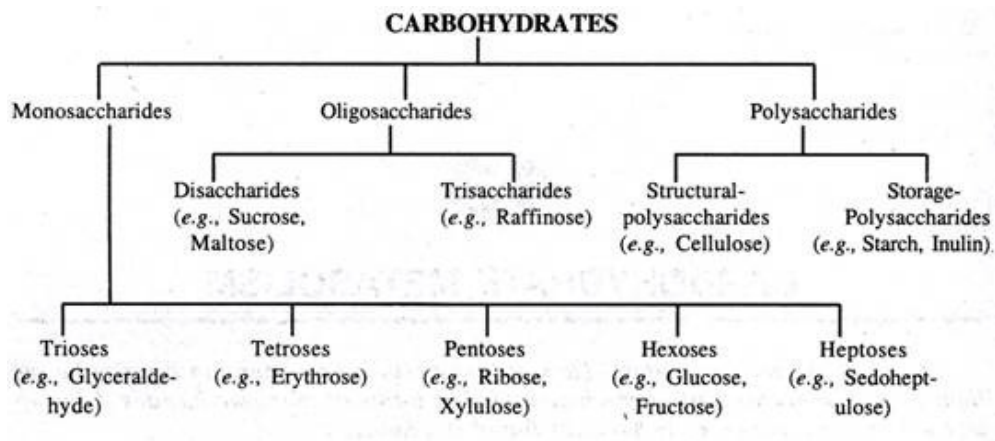 CARBOHYDRATES
Monosaccharides
Oligosaccharides
Polysaccharides
Disaccharides
(e.g., Sucrose,
Maltose)
Trisaccharides
(e.g., Raffinose)
Structural-
polysaccharides
(e.g., Cellulose)
Storage-
Polysaccharides
(e.g., Starch, Inulin).
Trioses
(e.g., Glyceralde-
hyde)
Tetroses
(e.g., Erythrose)
Pentoses
(e.g., Ribose,
Xylulose)
Hexoses
(e.g., Glucose,
Fructose)
Heptoses
(e.g., Sedohept-
ulose)